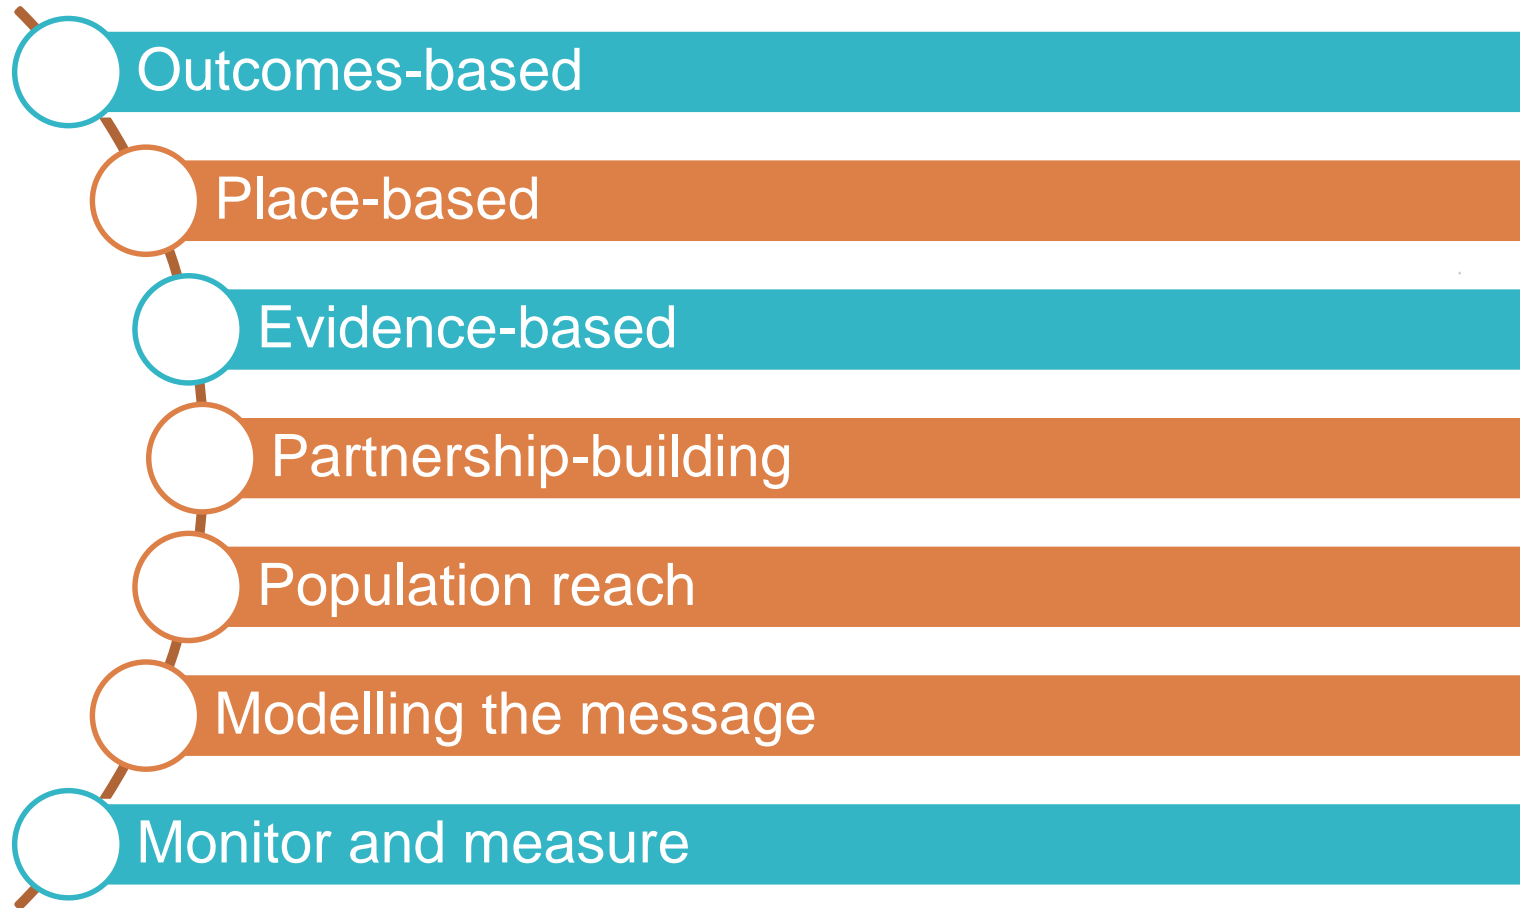 Outcomes-based
Place-based
Evidence-based
Partnership-building
Population reach
Modelling the message
Monitor and measure